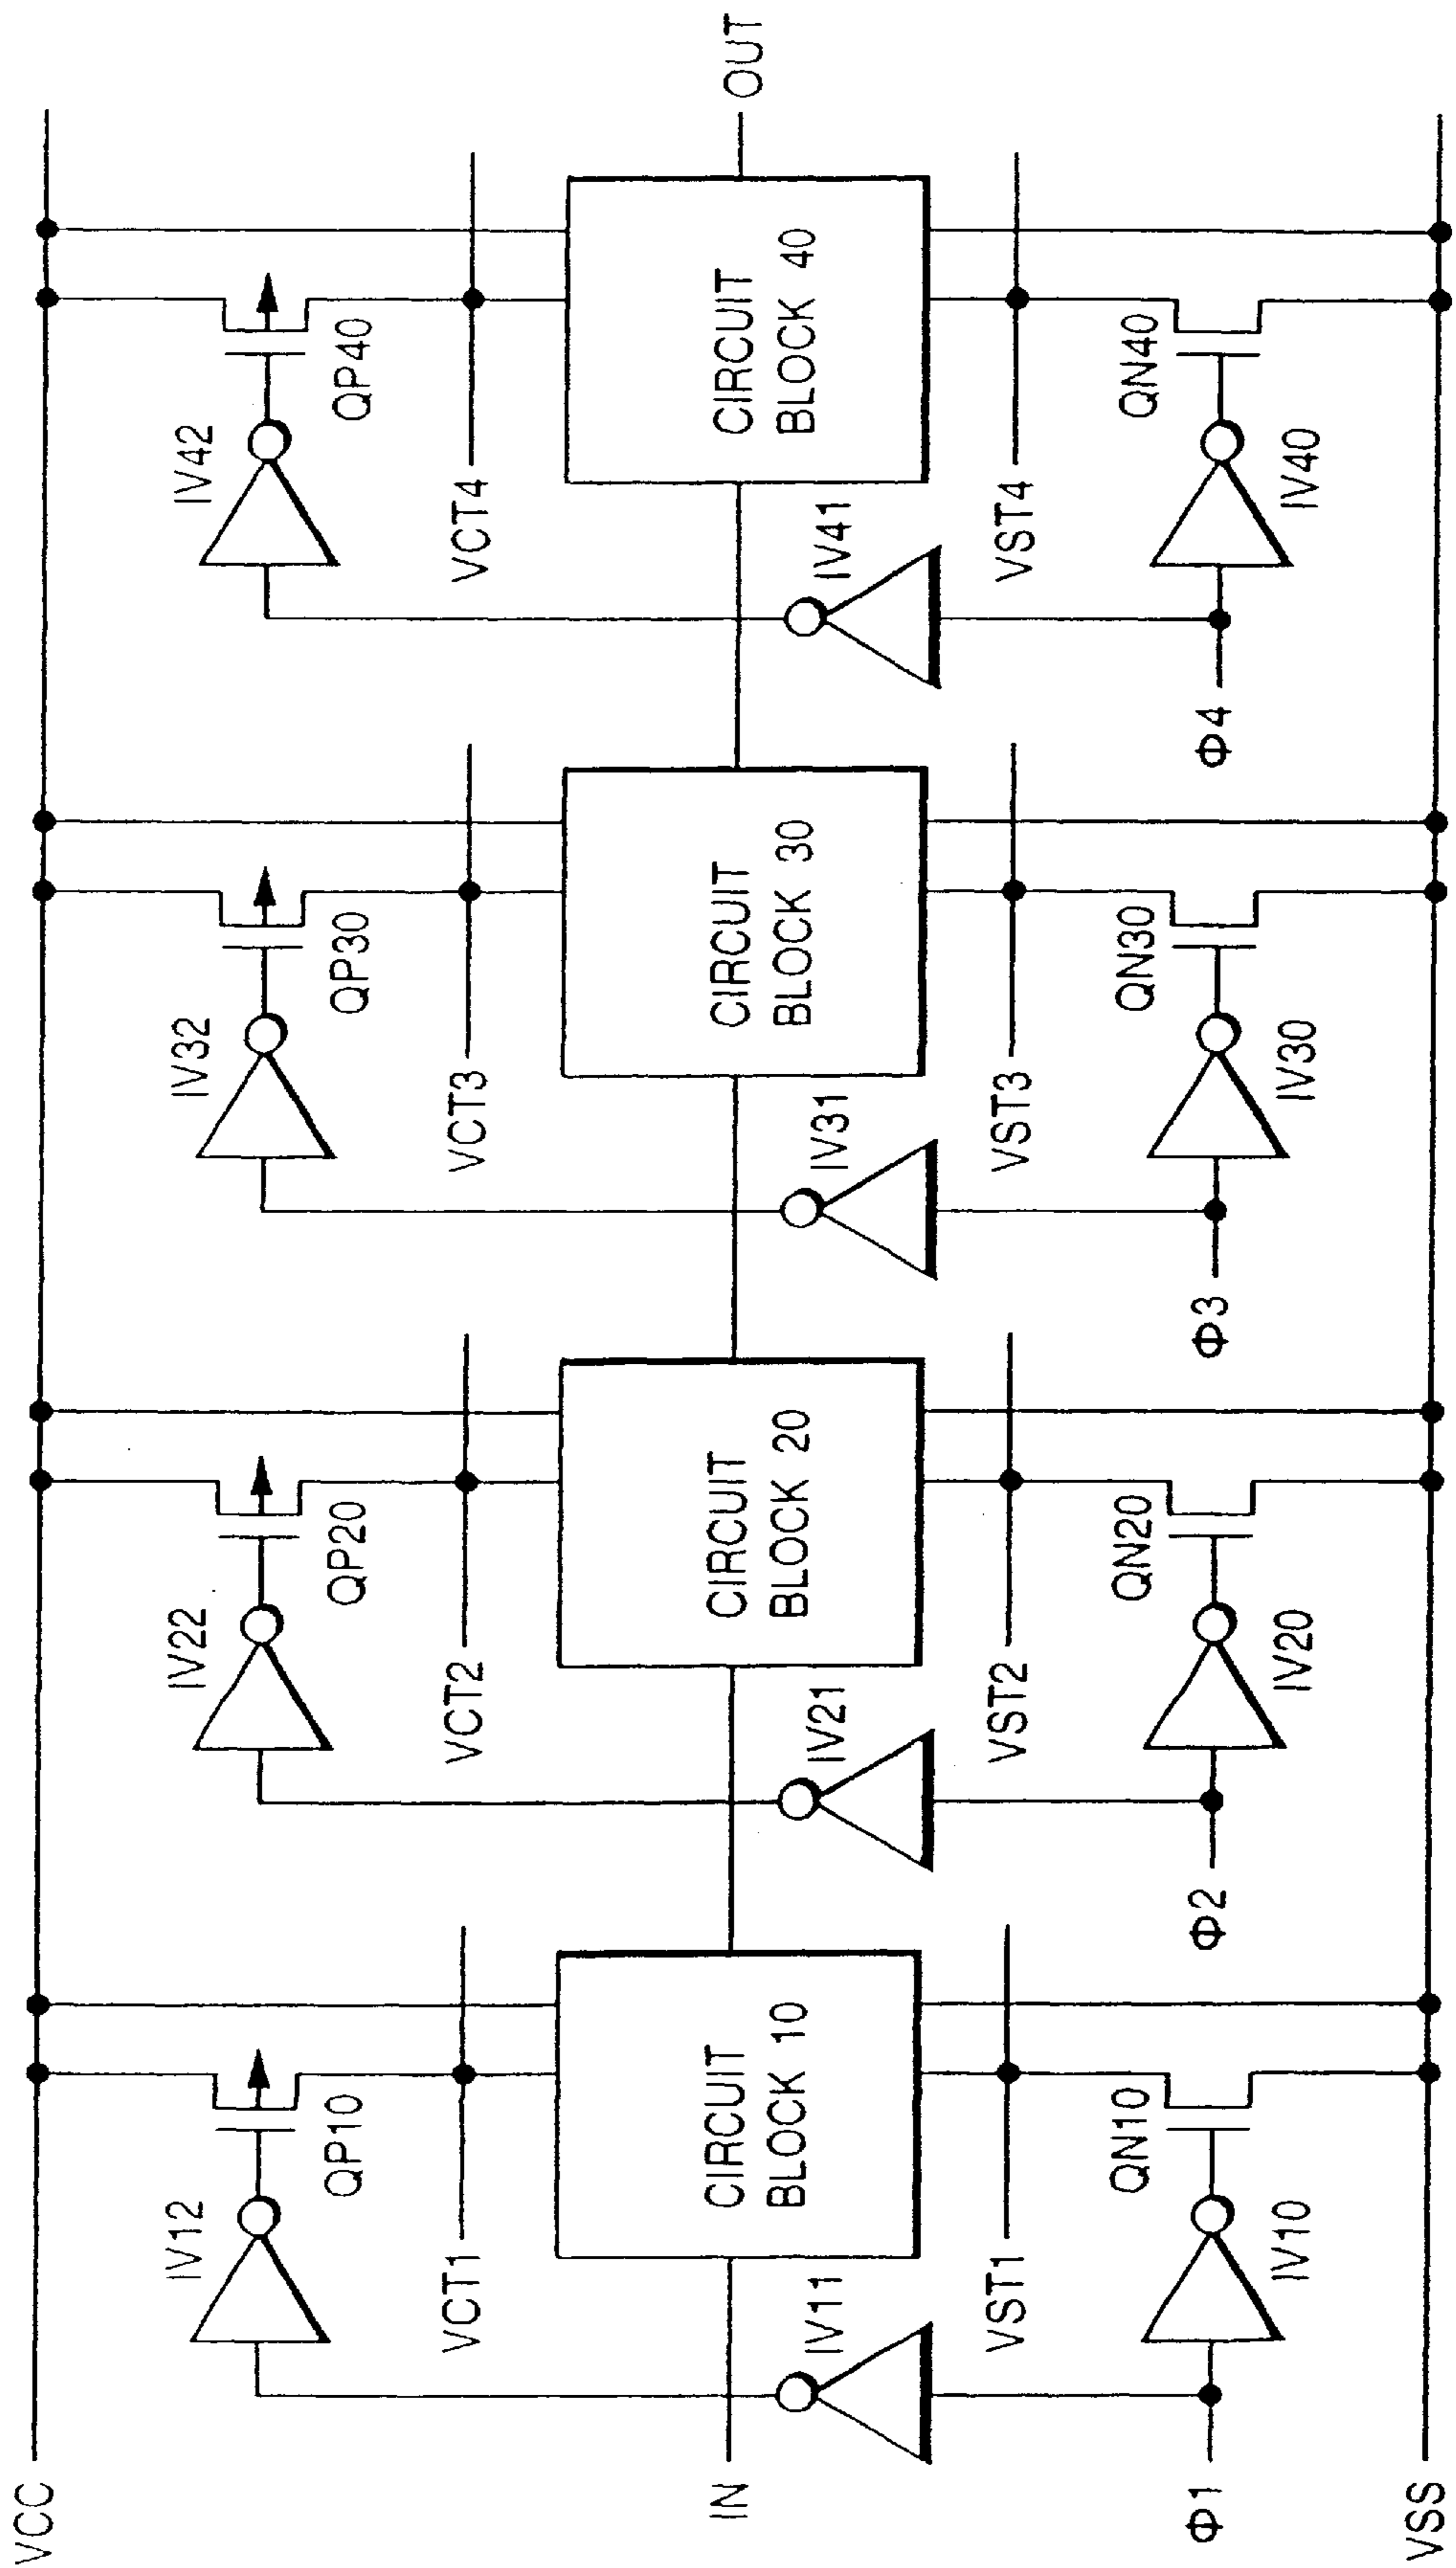 VCC
IV12
IV22
IV32
IV42
QP10
QP20
QP30
QP40
VCT1
VCT2
VCT3
VCT4
IN
CIRCUIT
BLOCK 10
CIRCUIT
BLOCK 20
CIRCUIT
BLOCK 30
CIRCUIT
BLOCK 40
OUT
IV11
IV21
IV31
IV41
VST1
VST2
VST3
VST4
QN10
QN20
QN30
QN40
Φ1
Φ2
Φ3
Φ4
IV10
IV20
IV30
IV40
VSS